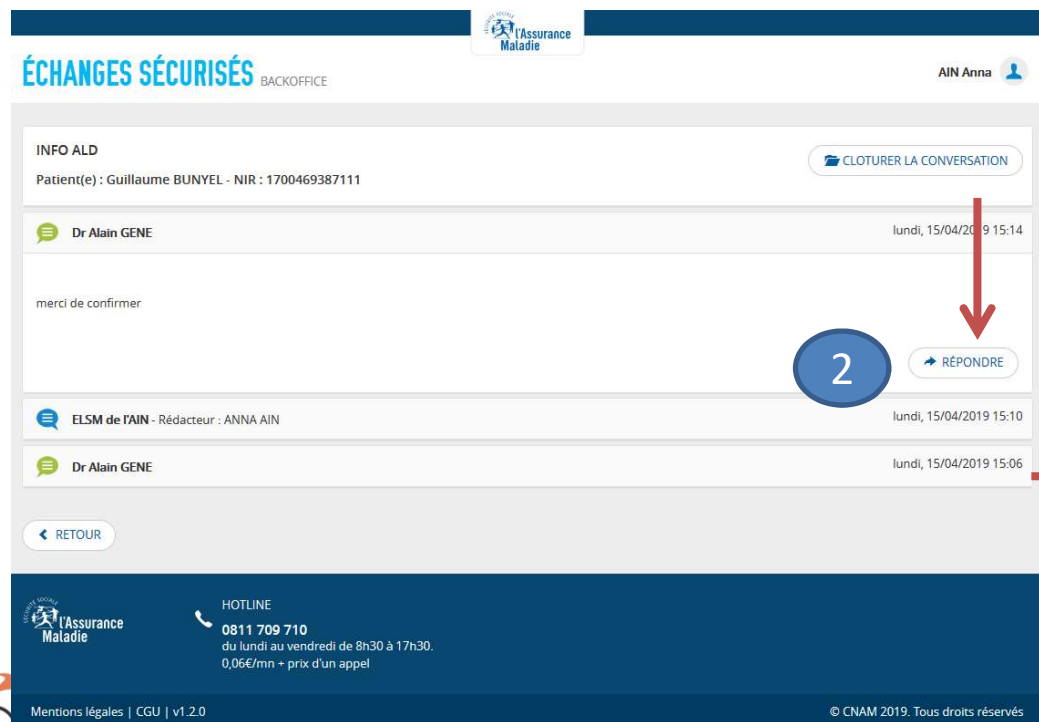 SÉCURITÉ SOCIALE
l'Assurance
Maladie
ÉCHANGES SÉCURISÉS BACKOFFICE
AIN Anna
INFO ALD
CLOTURER LA CONVERSATION
Patient(e) : Guillaume BUNYEL - NIR : 1700469387111
Dr Alain GENE
lundi, 15/04/2019 15:14
merci de confirmer
2
RÉPONDRE
ELSM de l'AIN - Rédacteur : ANNA AIN
lundi, 15/04/2019 15:10
Dr Alain GENE
lundi, 15/04/2019 15:06
RETOUR
SÉCURITÉ SOCIALE
l'Assurance
Maladie
HOTLINE
0811 709 710
du lundi au vendredi de 8h30 à 17h30.
0,06€/mn + prix d'un appel
Mentions légales | CGU | v1.2.0
© CNAM 2019. Tous droits réservés